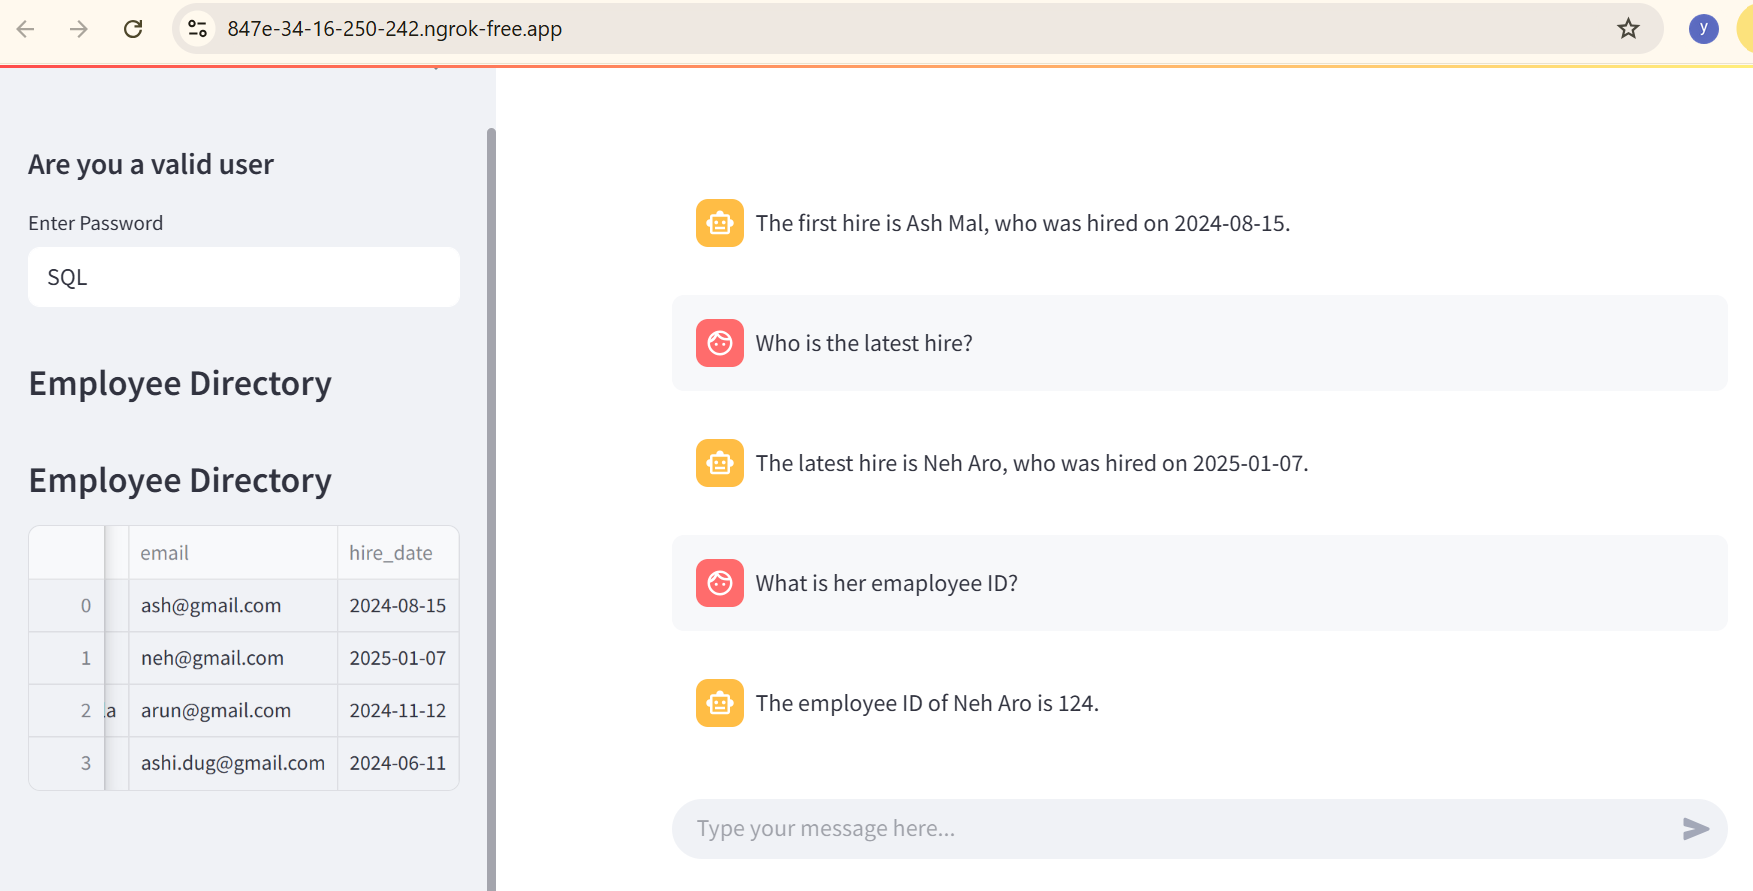 847e-34-16-250-242.ngrok-free.app
y
Are you a valid user
Enter Password
SQL
Employee Directory
Employee Directory
email hire_date
0 ash@gmail.com 2024-08-15
1 neh@gmail.com 2025-01-07
2 a arun@gmail.com 2024-11-12
3 ashi.dug@gmail.com 2024-06-11
The first hire is Ash Mal, who was hired on 2024-08-15.
Who is the latest hire?
The latest hire is Neh Aro, who was hired on 2025-01-07.
What is her emaployee ID?
The employee ID of Neh Aro is 124.
Type your message here...